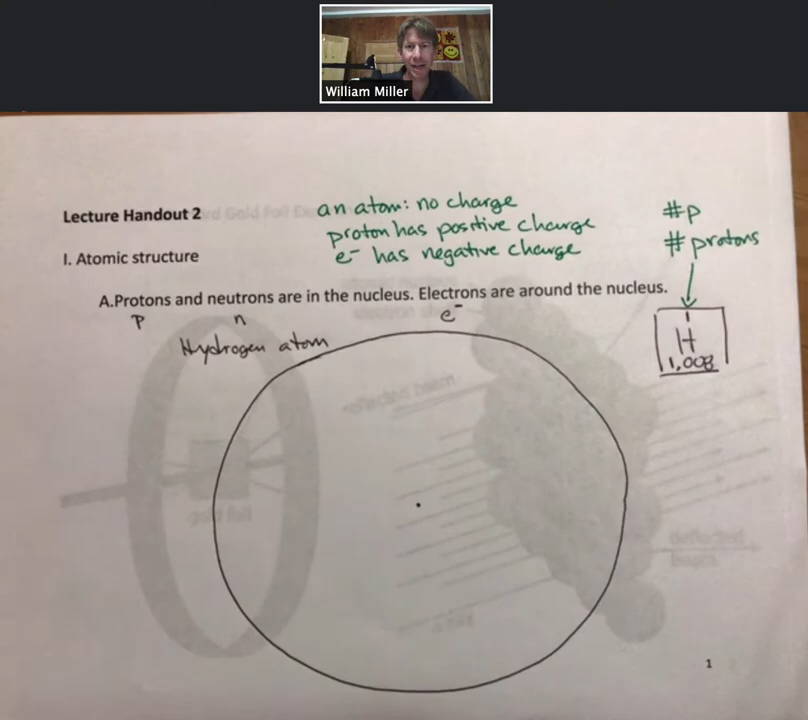 William Miller
Lecture Handout 2
an atom: no charge
proton has positive charge
e⁻ has negative charge
#p
# protons
I. Atomic structure
A.Protons and neutrons are in the nucleus. Electrons are around the nucleus.
p n e⁻
Hydrogen atom
1
H
1.008
reflected beam
gold foil
deflected
beam
1